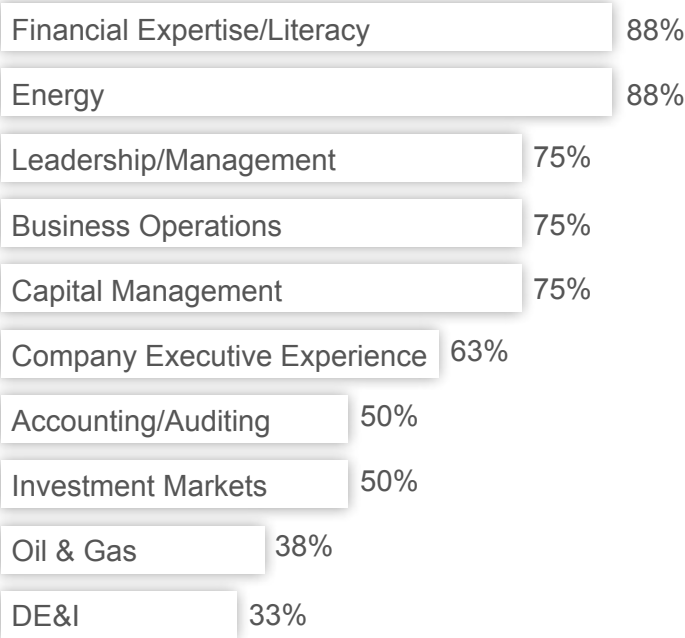 Financial Expertise/Literacy 88%
Energy 88%
Leadership/Management 75%
Business Operations 75%
Capital Management 75%
Company Executive Experience 63%
Accounting/Auditing 50%
Investment Markets 50%
Oil & Gas 38%
DE&I 33%